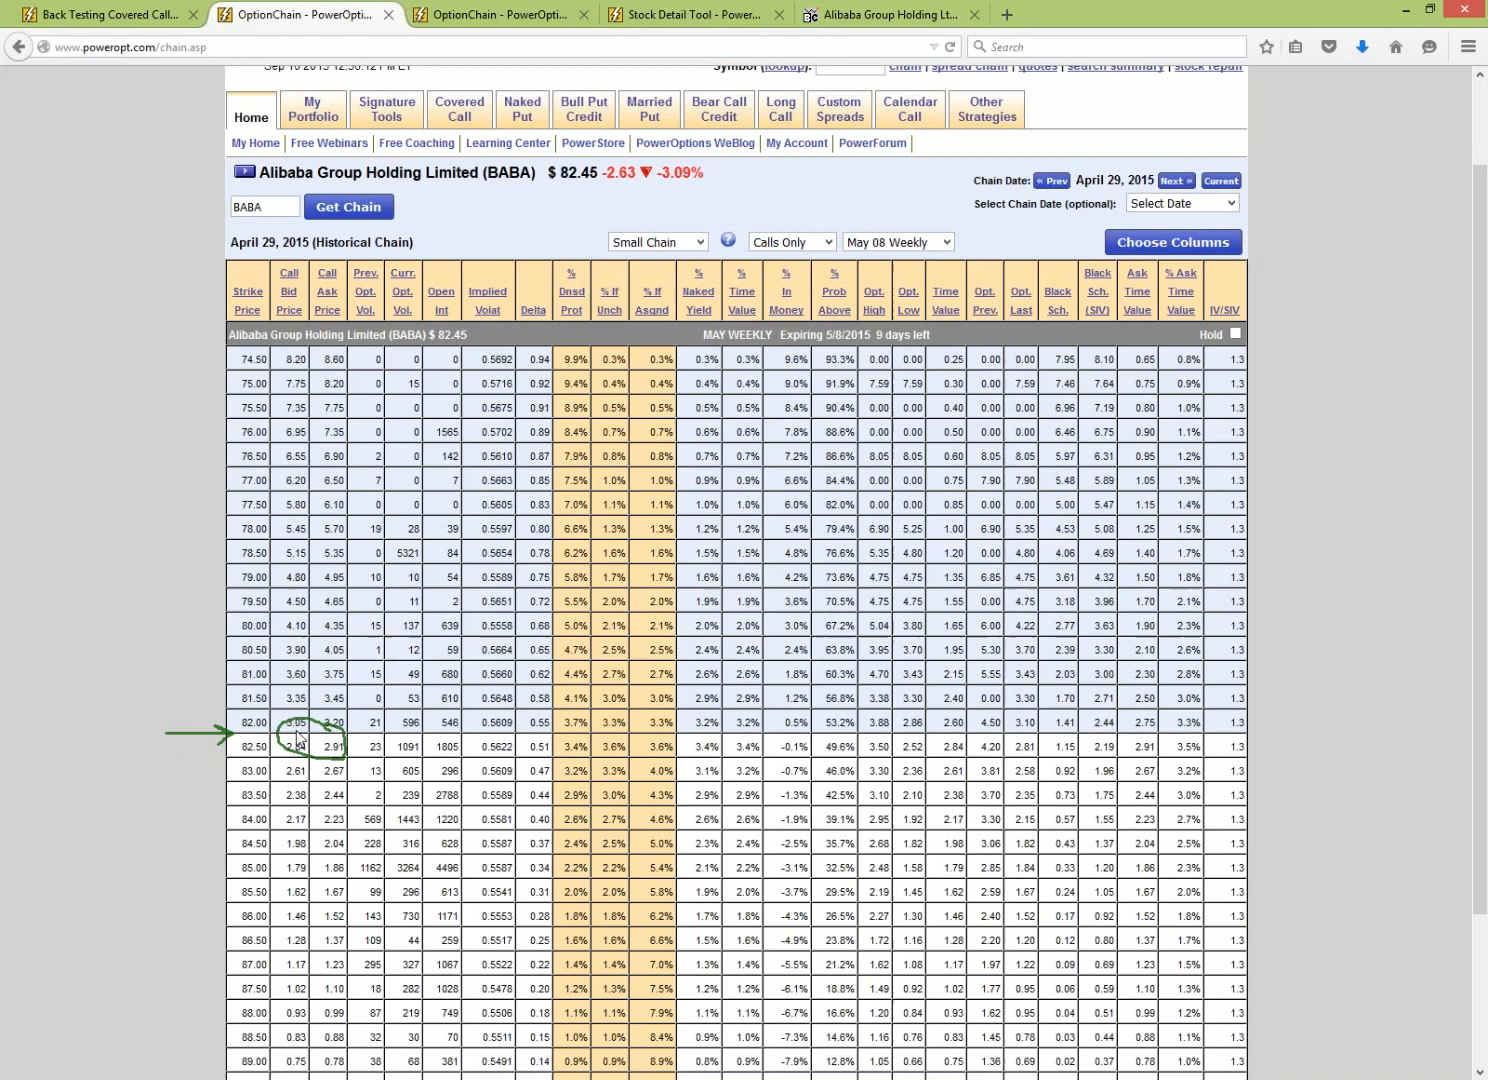 Back Testing Covered Call... OptionChain - PowerOpti... OptionChain - PowerOpti... Stock Detail Tool - Power... Alibaba Group Holding Lt...
www.poweropt.com/chain.asp Search
Home My Portfolio Signature Tools Covered Call Naked Put Bull Put Credit Married Put Bear Call Credit Long Call Custom Spreads Calendar Call Other Strategies
My Home Free Webinars Free Coaching Learning Center PowerStore PowerOptions WeBlog My Account PowerForum
Alibaba Group Holding Limited (BABA) $ 82.45 -2.63 ▼ -3.09%
Chain Date: « Prev April 29, 2015 Next » Current
BABA Get Chain Select Chain Date (optional): Select Date
April 29, 2015 (Historical Chain) Small Chain ? Calls Only May 08 Weekly Choose Columns
Strike Price Call Bid Price Call Ask Price Prev. Opt. Vol. Curr. Opt. Vol. Open Int Implied Volat Delta % Dnsd Prot % If Unch % If Asgnd % Naked Yield % Time Value % In Money % Prob Above Opt. High Opt. Low Time Value Opt. Prev. Opt. Last Black Sch. Black Sch. (SIV) Ask Time Value % Ask Time Value IV/SIV
Alibaba Group Holding Limited (BABA) $ 82.45 MAY WEEKLY Expiring 5/8/2015 9 days left Hold
74.50 8.20 8.60 0 0 0 0.5692 0.94 9.9% 0.3% 0.3% 0.3% 0.3% 9.6% 93.3% 0.00 0.00 0.25 0.00 0.00 7.95 8.10 0.65 0.8% 1.3
75.00 7.75 8.20 0 15 0 0.5716 0.92 9.4% 0.4% 0.4% 0.4% 0.4% 9.0% 91.9% 7.59 7.59 0.30 0.00 7.59 7.46 7.64 0.75 0.9% 1.3
75.50 7.35 7.75 0 0 0 0.5675 0.91 8.9% 0.5% 0.5% 0.5% 0.5% 8.4% 90.4% 0.00 0.00 0.40 0.00 0.00 6.96 7.19 0.80 1.0% 1.3
76.00 6.95 7.35 0 0 1565 0.5702 0.89 8.4% 0.7% 0.7% 0.6% 0.6% 7.8% 88.6% 0.00 0.00 0.50 0.00 0.00 6.46 6.75 0.90 1.1% 1.3
76.50 6.55 6.90 2 0 142 0.5610 0.87 7.9% 0.8% 0.8% 0.7% 0.7% 7.2% 86.6% 8.05 8.05 0.60 8.05 8.05 5.97 6.31 0.95 1.2% 1.3
77.00 6.20 6.50 7 0 7 0.5663 0.85 7.5% 1.0% 1.0% 0.9% 0.9% 6.6% 84.4% 0.00 0.00 0.75 7.90 7.90 5.48 5.89 1.05 1.3% 1.3
77.50 5.80 6.10 0 0 0 0.5605 0.83 7.0% 1.1% 1.1% 1.0% 1.0% 6.0% 82.0% 0.00 0.00 0.85 0.00 0.00 5.00 5.47 1.15 1.4% 1.3
78.00 5.45 5.70 19 28 39 0.5597 0.80 6.6% 1.3% 1.3% 1.2% 1.2% 5.4% 79.4% 6.90 5.25 1.00 6.90 5.35 4.53 5.08 1.25 1.5% 1.3
78.50 5.15 5.35 0 5321 84 0.5654 0.78 6.2% 1.6% 1.6% 1.5% 1.5% 4.8% 76.6% 5.35 4.80 1.20 0.00 4.80 4.06 4.69 1.40 1.7% 1.3
79.00 4.80 4.95 10 10 54 0.5589 0.75 5.8% 1.7% 1.7% 1.6% 1.6% 4.2% 73.6% 4.75 4.75 1.35 6.85 4.75 3.61 4.32 1.50 1.8% 1.3
79.50 4.50 4.65 0 11 2 0.5651 0.72 5.5% 2.0% 2.0% 1.9% 1.9% 3.6% 70.5% 4.75 4.75 1.55 0.00 4.75 3.18 3.96 1.70 2.1% 1.3
80.00 4.10 4.35 15 137 639 0.5558 0.68 5.0% 2.1% 2.1% 2.0% 2.0% 3.0% 67.2% 5.04 3.80 1.65 6.00 4.22 2.77 3.63 1.90 2.3% 1.3
80.50 3.90 4.05 1 12 59 0.5664 0.65 4.7% 2.5% 2.5% 2.4% 2.4% 2.4% 63.8% 3.95 3.70 1.95 5.30 3.70 2.39 3.30 2.10 2.6% 1.3
81.00 3.60 3.75 15 49 680 0.5660 0.62 4.4% 2.7% 2.7% 2.6% 2.6% 1.8% 60.3% 4.70 3.43 2.15 5.55 3.43 2.03 3.00 2.30 2.8% 1.3
81.50 3.35 3.45 0 53 610 0.5648 0.58 4.1% 3.0% 3.0% 2.9% 2.9% 1.2% 56.8% 3.38 3.30 2.40 0.00 3.30 1.70 2.71 2.50 3.0% 1.3
82.00 3.05 3.20 21 596 546 0.5609 0.55 3.7% 3.3% 3.3% 3.2% 3.2% 0.5% 53.2% 3.88 2.86 2.60 4.50 3.10 1.41 2.44 2.75 3.3% 1.3
82.50 2.91 23 1091 1805 0.5622 0.51 3.4% 3.6% 3.6% 3.4% 3.4% -0.1% 49.6% 3.50 2.52 2.84 4.20 2.81 1.15 2.19 2.91 3.5% 1.3
83.00 2.61 2.67 13 605 296 0.5609 0.47 3.2% 3.3% 4.0% 3.1% 3.2% -0.7% 46.0% 3.30 2.36 2.61 3.81 2.58 0.92 1.96 2.67 3.2% 1.3
83.50 2.38 2.44 2 239 2788 0.5589 0.44 2.9% 3.0% 4.3% 2.9% 2.9% -1.3% 42.5% 3.10 2.10 2.38 3.70 2.35 0.73 1.75 2.44 3.0% 1.3
84.00 2.17 2.23 569 1443 1220 0.5581 0.40 2.6% 2.7% 4.6% 2.6% 2.6% -1.9% 39.1% 2.95 1.92 2.17 3.30 2.15 0.57 1.55 2.23 2.7% 1.3
84.50 1.98 2.04 228 316 628 0.5587 0.37 2.4% 2.5% 5.0% 2.3% 2.4% -2.5% 35.7% 2.68 1.82 1.98 3.06 1.82 0.43 1.37 2.04 2.5% 1.3
85.00 1.79 1.86 1162 3264 4496 0.5587 0.34 2.2% 2.2% 5.4% 2.1% 2.2% -3.1% 32.5% 2.48 1.58 1.79 2.85 1.84 0.33 1.20 1.86 2.3% 1.3
85.50 1.62 1.67 99 296 613 0.5541 0.31 2.0% 2.0% 5.8% 1.9% 2.0% -3.7% 29.5% 2.19 1.45 1.62 2.59 1.67 0.24 1.05 1.67 2.0% 1.3
86.00 1.46 1.52 143 730 1171 0.5553 0.28 1.8% 1.8% 6.2% 1.7% 1.8% -4.3% 26.5% 2.27 1.30 1.46 2.40 1.52 0.17 0.92 1.52 1.8% 1.3
86.50 1.28 1.37 109 44 259 0.5517 0.25 1.6% 1.6% 6.6% 1.5% 1.6% -4.9% 23.8% 1.72 1.16 1.28 2.20 1.20 0.12 0.80 1.37 1.7% 1.3
87.00 1.17 1.23 295 327 1067 0.5522 0.22 1.4% 1.4% 7.0% 1.3% 1.4% -5.5% 21.2% 1.62 1.08 1.17 1.97 1.22 0.09 0.69 1.23 1.5% 1.3
87.50 1.02 1.10 18 282 1028 0.5478 0.20 1.2% 1.3% 7.5% 1.2% 1.2% -6.1% 18.8% 1.49 0.92 1.02 1.77 0.95 0.06 0.59 1.10 1.3% 1.3
88.00 0.93 0.99 87 219 749 0.5506 0.18 1.1% 1.1% 7.9% 1.1% 1.1% -6.7% 16.6% 1.20 0.84 0.93 1.62 0.95 0.04 0.51 0.99 1.2% 1.3
88.50 0.83 0.88 32 30 70 0.5511 0.15 1.0% 1.0% 8.4% 0.9% 1.0% -7.3% 14.6% 1.16 0.76 0.83 1.45 0.78 0.03 0.44 0.88 1.1% 1.3
89.00 0.75 0.78 38 68 381 0.5491 0.14 0.9% 0.9% 8.9% 0.8% 0.9% -7.9% 12.8% 1.05 0.66 0.75 1.36 0.69 0.02 0.37 0.78 1.0% 1.3